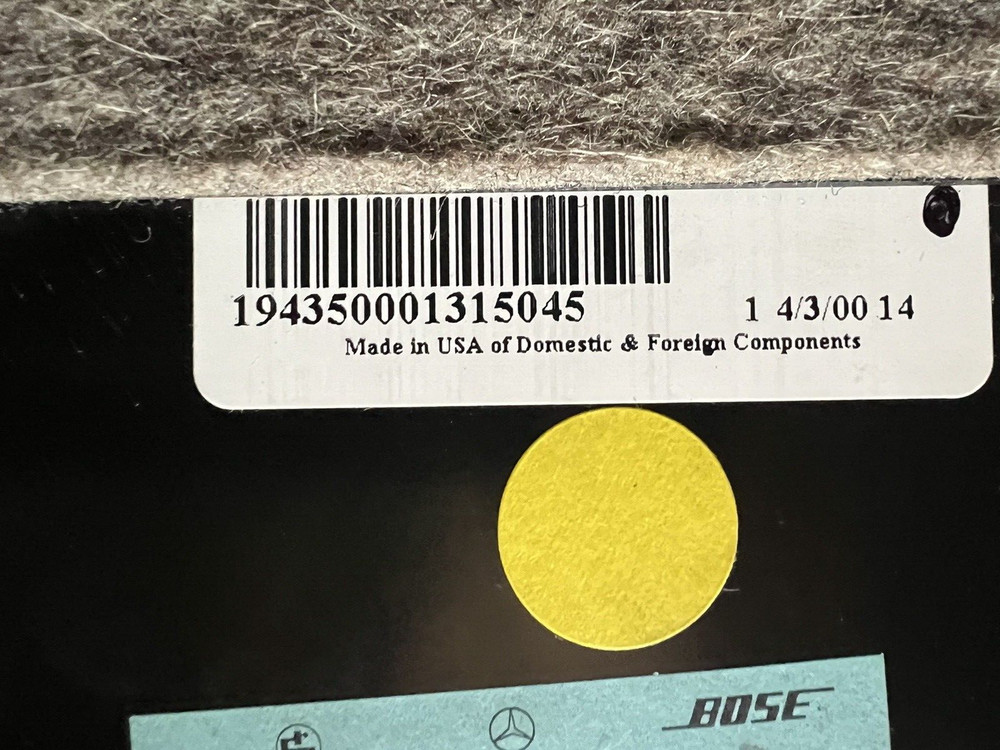 194350001315045 1 4/3/00 14
Made in USA of Domestic & Foreign Components
BOSE